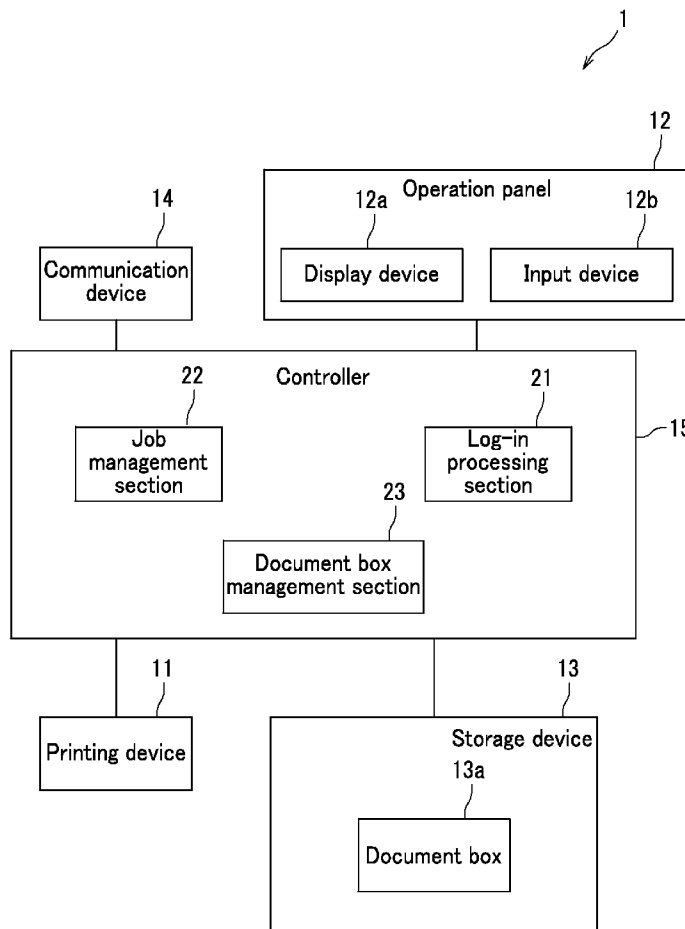 1
12
Operation panel
12a
12b
Display device
Input device
14
Communication
device
Controller
22
21
15
Job
management
section
Log-in
processing
section
23
Document box
management section
11
Printing device
13
Storage device
13a
Document box